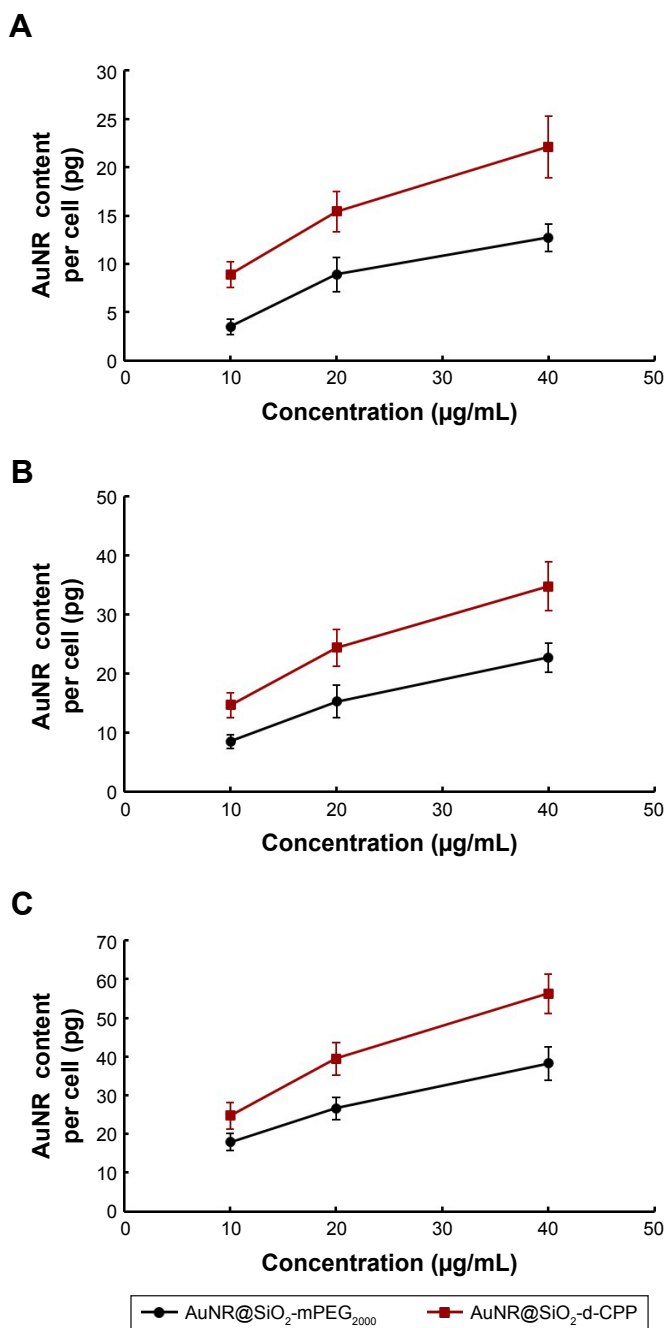 A
AuNR content
per cell (pg)
30
25
20
15
10
5
0
0 10 20 30 40 50
Concentration (µg/mL)
B
AuNR content
per cell (pg)
50
40
30
20
10
0
0 10 20 30 40 50
Concentration (µg/mL)
C
AuNR content
per cell (pg)
70
60
50
40
30
20
10
0
0 10 20 30 40 50
Concentration (µg/mL)
AuNR@SiO₂-mPEG₂₀₀₀ AuNR@SiO₂-d-CPP